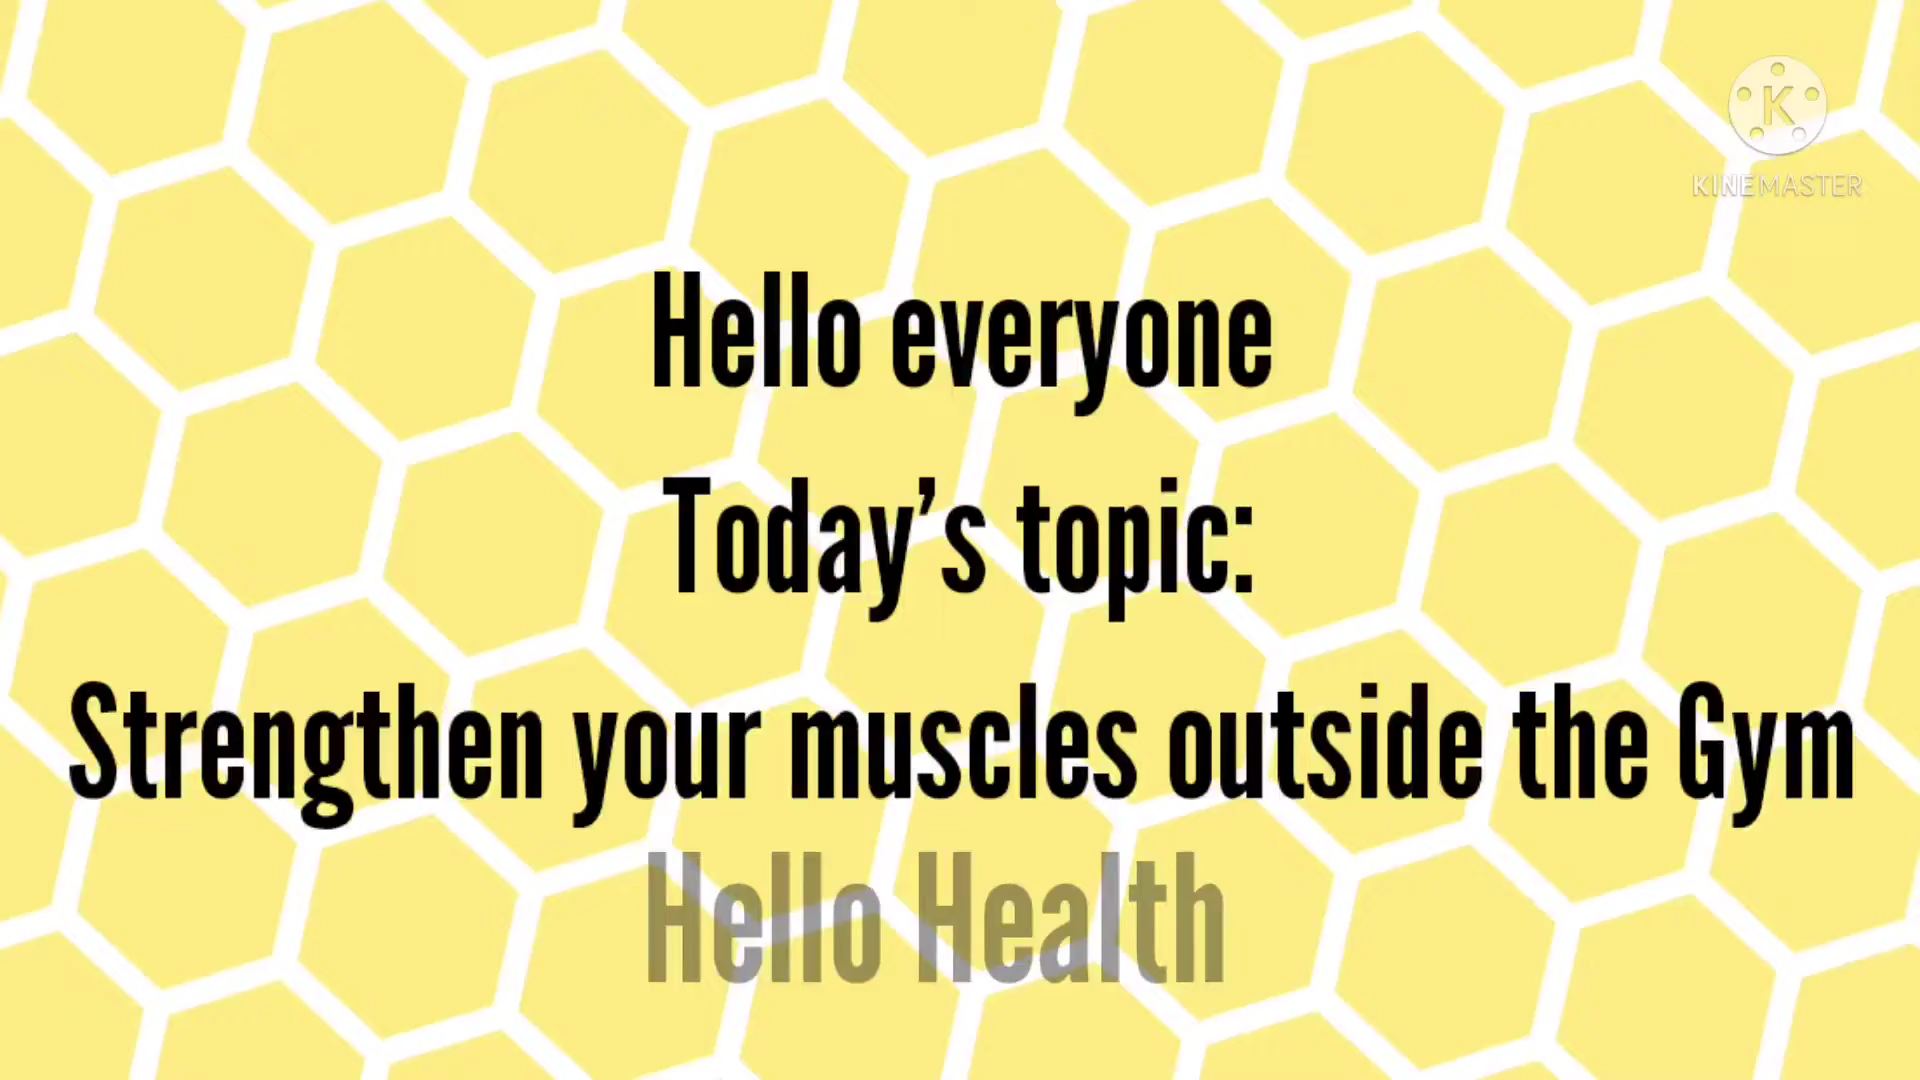 K
KINEMASTER
Hello everyone
Today's topic:
Strengthen your muscles outside the Gym
Hello Health